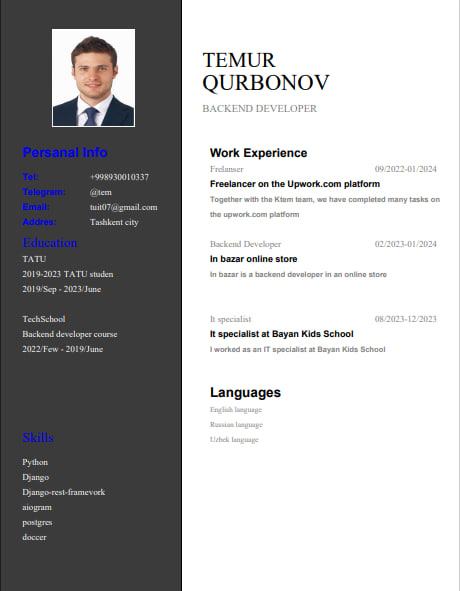 TEMUR
QURBONOV
BACKEND DEVELOPER
Persanal Info
Tel: +998930010337
Telegram: @tem
Email: tuit07@gmail.com
Addres: Tashkent city
Education
TATU
2019-2023 TATU studen
2019/Sep - 2023/June
TechSchool
Backend developer course
2022/Few - 2019/June
Skills
Python
Django
Django-rest-framevork
aiogram
postgres
doccer
Work Experience
Frelanser 09/2022-01/2024
Freelancer on the Upwork.com platform
Together with the Ktem team, we have completed many tasks on
the upwork.com platform
Backend Developer 02/2023-01/2024
In bazar online store
In bazar is a backend developer in an online store
It specialist 08/2023-12/2023
It specialist at Bayan Kids School
I worked as an IT specialist at Bayan Kids School
Languages
English language
Russian language
Uzbek language